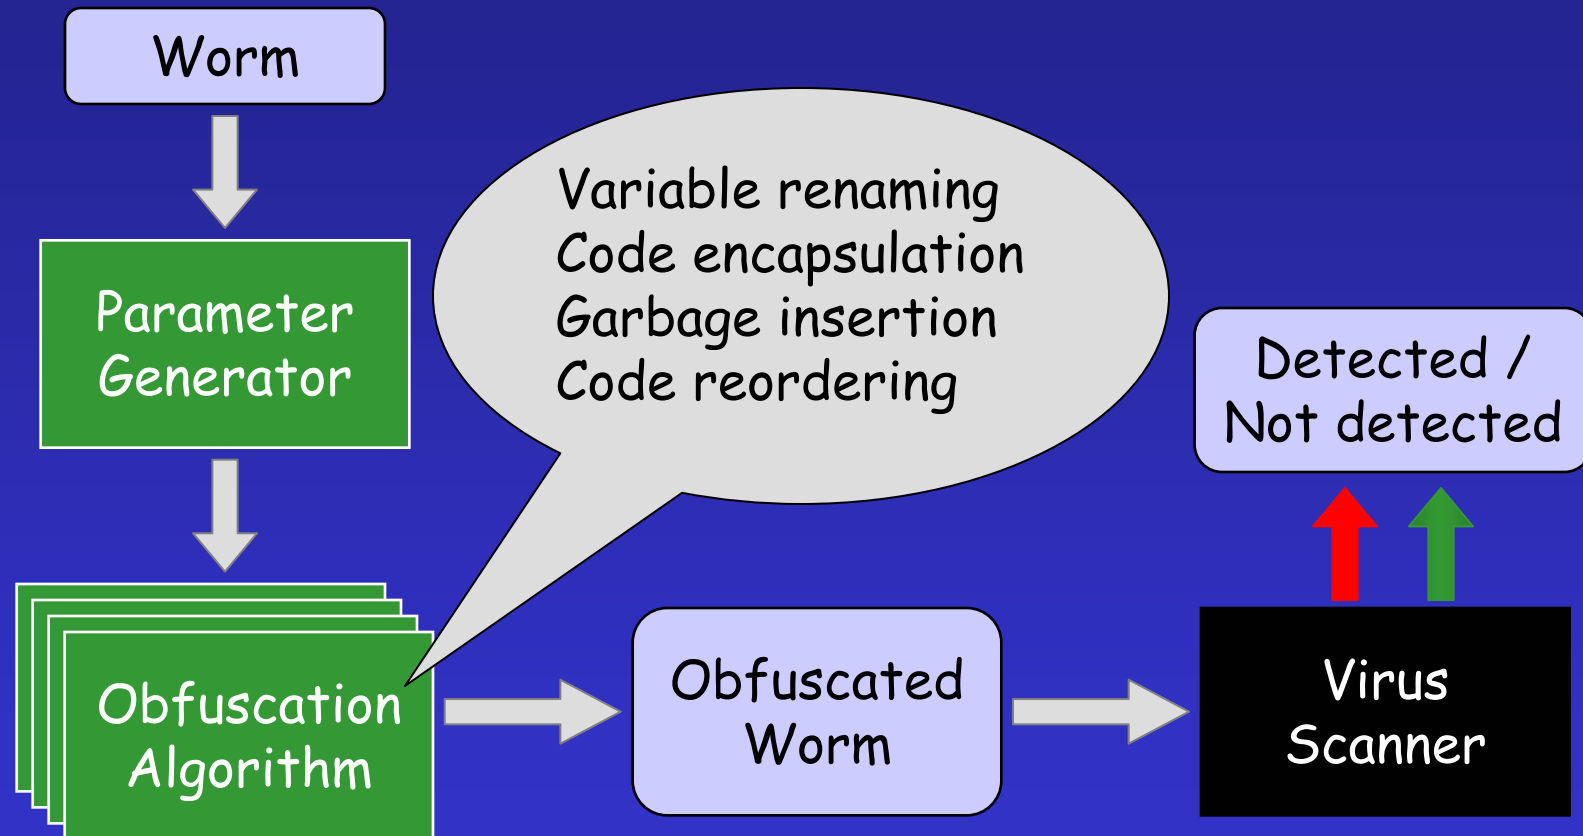 Worm
Variable renaming
Code encapsulation
Garbage insertion
Code reordering
Parameter
Generator
Detected /
Not detected
Obfuscation
Algorithm
Obfuscated
Worm
Virus
Scanner